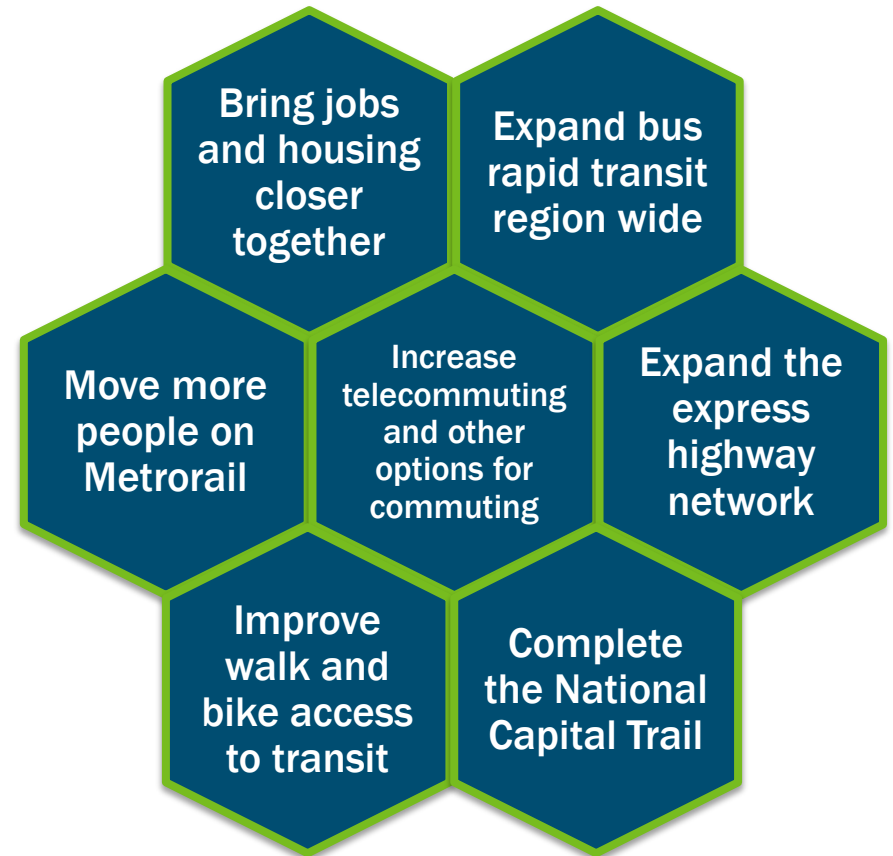 Bring jobs
and housing
closer
together
Expand bus
rapid transit
region wide
Move more
people on
Metrorail
Increase
telecommuting
and other
options for
commuting
Expand the
express
highway
network
Improve
walk and
bike access
to transit
Complete
the National
Capital Trail